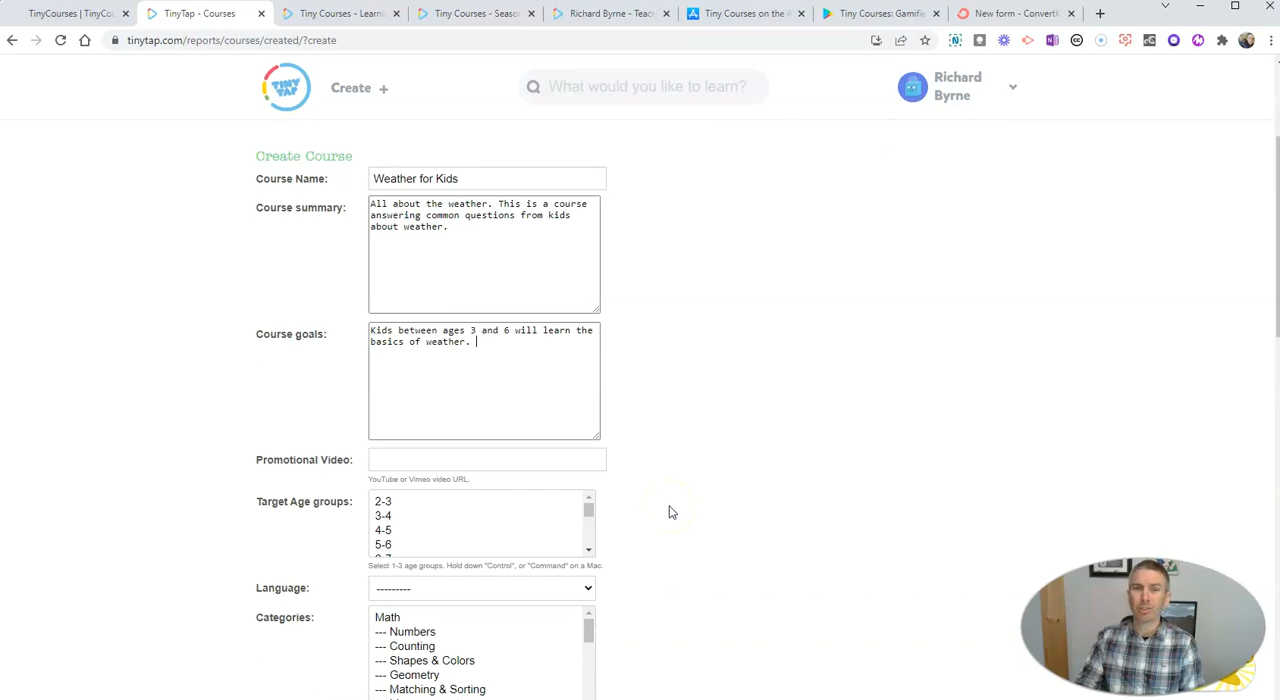 TinyCourses | TinyCou
TinyTap - Courses
Tiny Courses - Learni
Tiny Courses - Seaso
Richard Byrne - Teac
Tiny Courses on the A
Tiny Courses: Gamifie
New form - ConvertK
tinytap.com/reports/courses/created/?create
TINY TAP
Create +
What would you like to learn?
Richard
Byrne
Create Course
Course Name:
Weather for Kids
Course summary:
All about the weather. This is a course
answering common questions from kids
about weather.
Course goals:
Kids between ages 3 and 6 will learn the
basics of weather.
Promotional Video:
YouTube or Vimeo video URL.
Target Age groups:
2-3
3-4
4-5
5-6
Select 1-3 age groups. Hold down "Control", or "Command" on a Mac.
Language:
---------
Categories:
Math
--- Numbers
--- Counting
--- Shapes & Colors
--- Geometry
--- Matching & Sorting